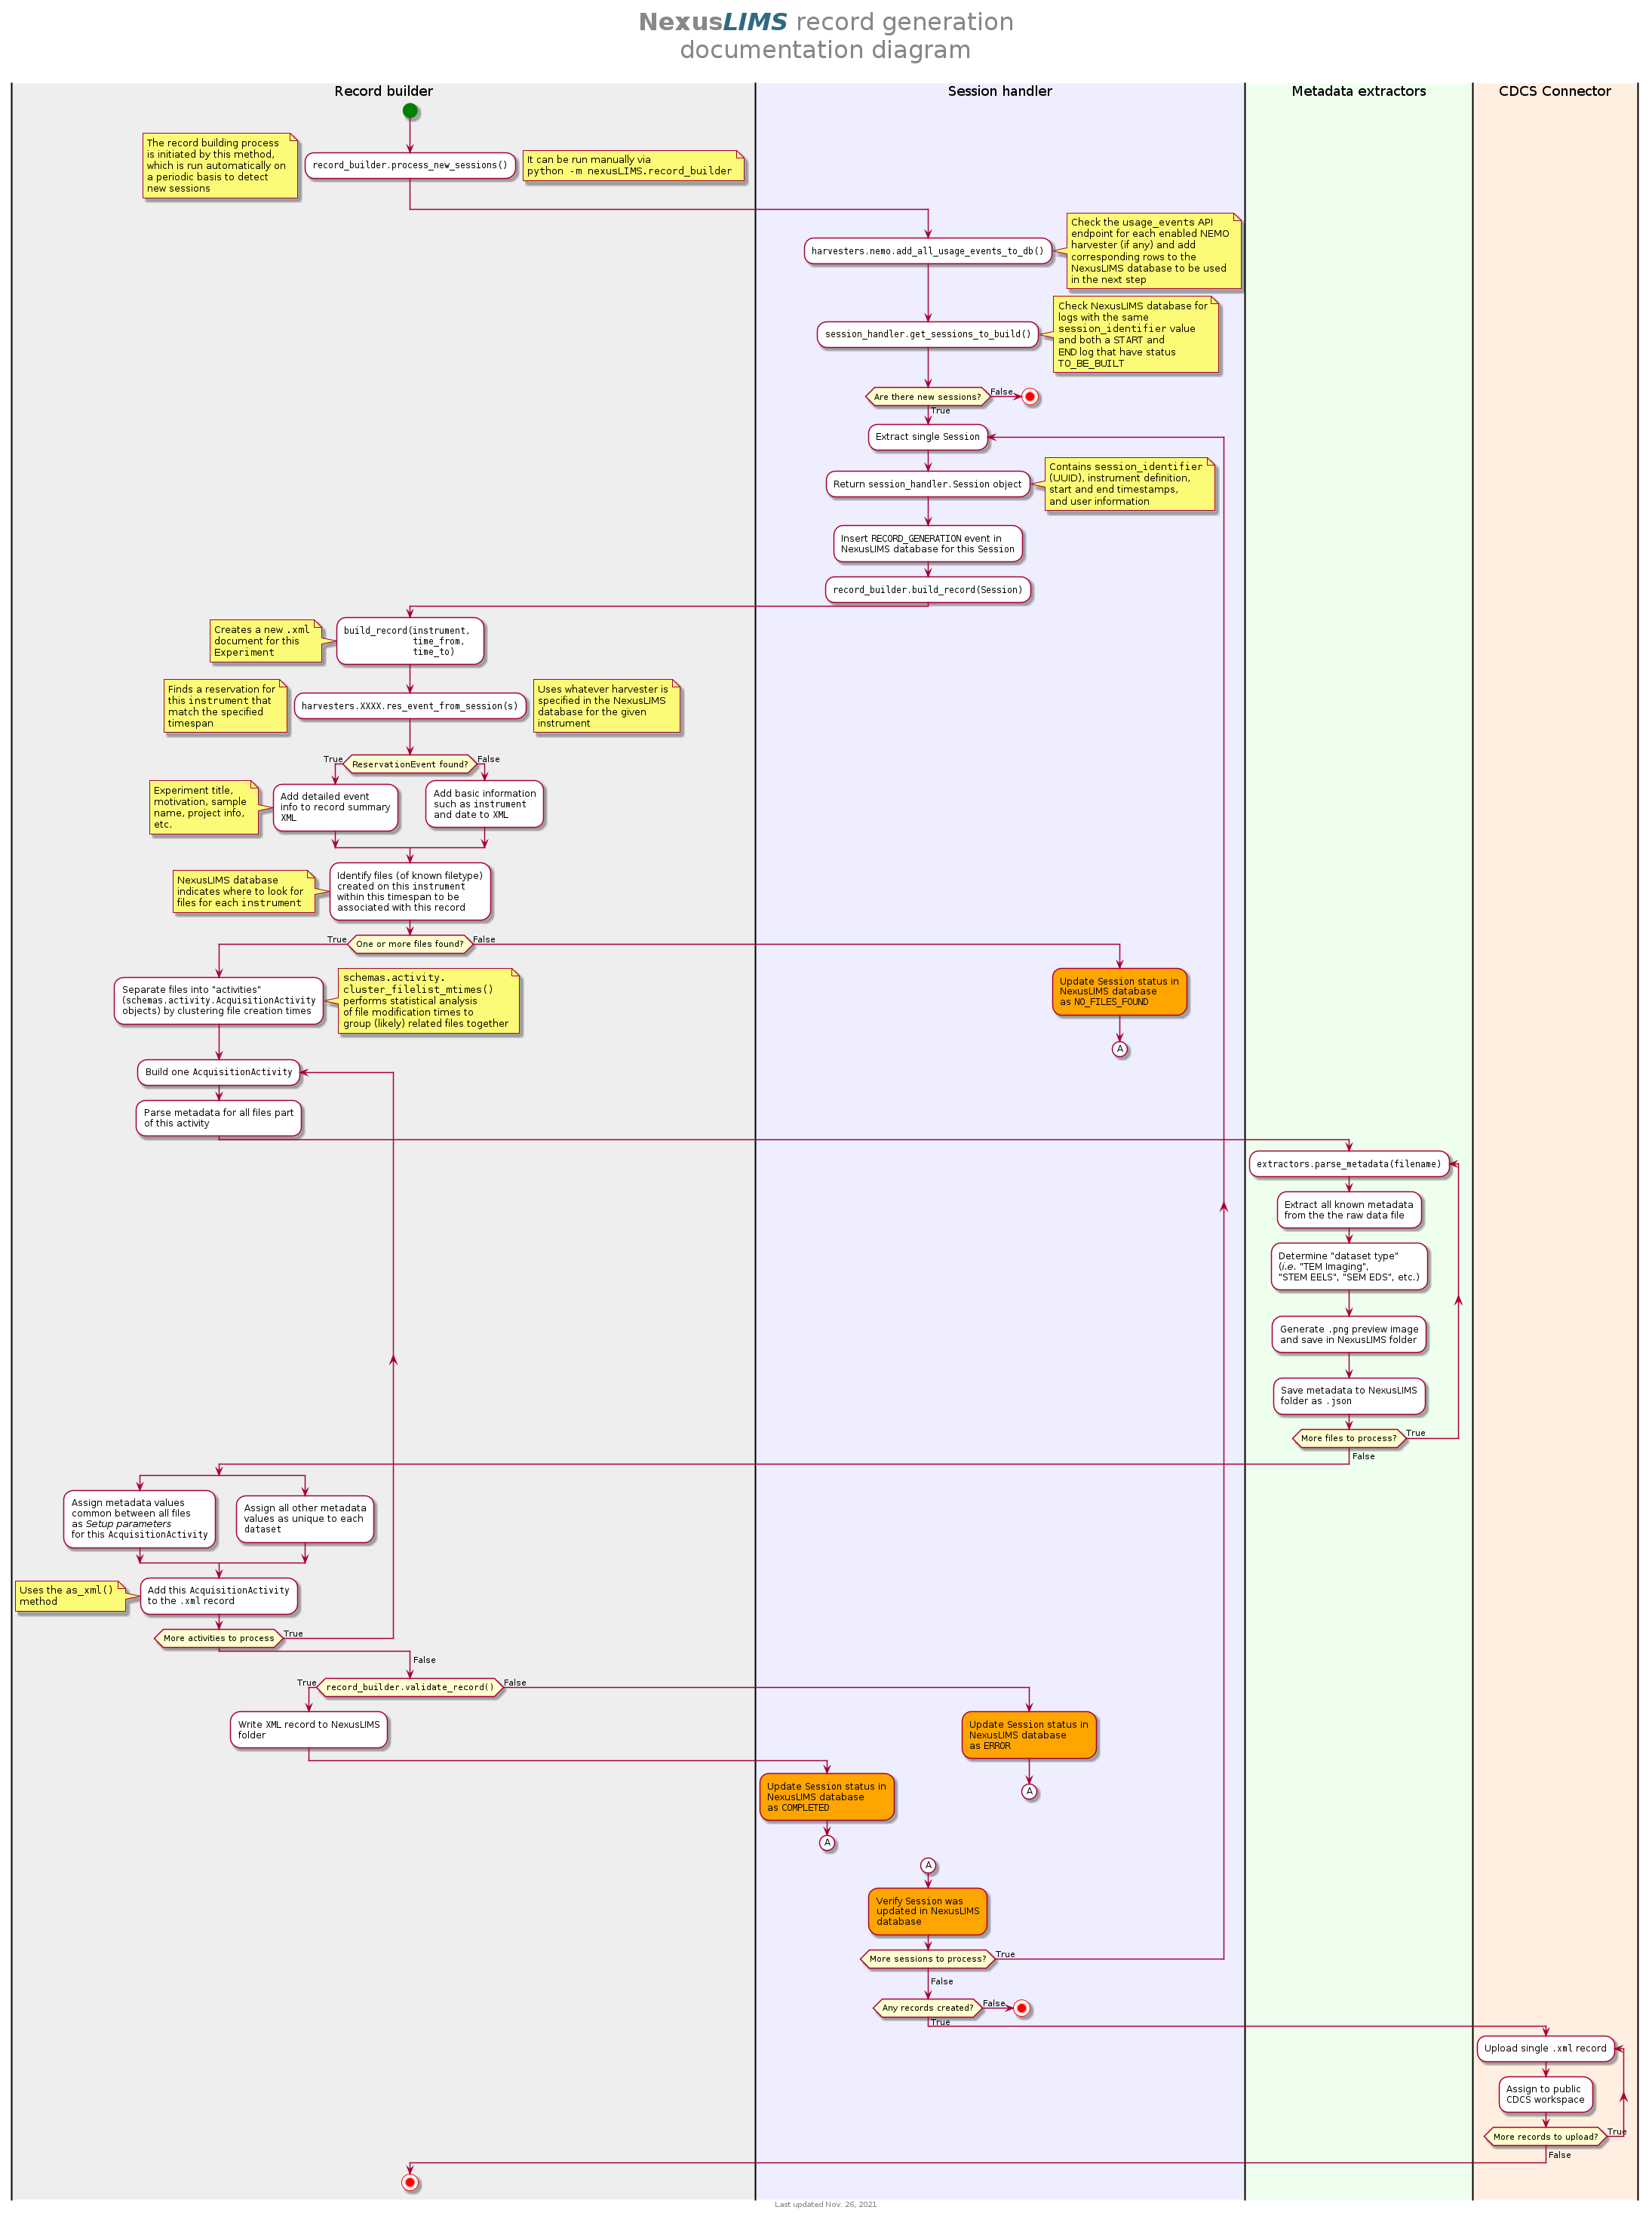 NexusLIMS record generation
documentation diagram
Record builder
Session handler
Metadata extractors
CDCS Connector
The record building process
is initiated by this method,
which is run automatically on
a periodic basis to detect
new sessions
record_builder.process_new_sessions()
It can be run manually via
python -m nexusLIMS.record_builder
harvesters.nemo.add_all_usage_events_to_db()
Check the usage_events API
endpoint for each enabled NEMO
harvester (if any) and add
corresponding rows to the
NexusLIMS database to be used
in the next step
session_handler.get_sessions_to_build()
Check NexusLIMS database for
logs with the same
session_identifier value
and both a START and
END log that have status
TO_BE_BUILT
Are there new sessions?
False
True
Extract single Session
Return session_handler.Session object
Contains session_identifier
(UUID), instrument definition,
start and end timestamps,
and user information
Insert RECORD_GENERATION event in
NexusLIMS database for this Session
record_builder.build_record(Session)
Creates a new .xml
document for this
Experiment
build_record(instrument,
time_from,
time_to)
Finds a reservation for
this instrument that
match the specified
timespan
harvesters.XXXX.res_event_from_session(s)
Uses whatever harvester is
specified in the NexusLIMS
database for the given
instrument
True
ReservationEvent found?
False
Experiment title,
motivation, sample
name, project info,
etc.
Add detailed event
info to record summary
XML
Add basic information
such as instrument
and date to XML
NexusLIMS database
indicates where to look for
files for each instrument
Identify files (of known filetype)
created on this instrument
within this timespan to be
associated with this record
True
One or more files found?
False
Separate files into "activities"
(schemas.activity.AcquisitionActivity
objects) by clustering file creation times
schemas.activity.
cluster_filelist_mtimes()
performs statistical analysis
of file modification times to
group (likely) related files together
Update Session status in
NexusLIMS database
as NO_FILES_FOUND
A
Build one AcquisitionActivity
Parse metadata for all files part
of this activity
extractors.parse_metadata(filename)
Extract all known metadata
from the the raw data file
Determine "dataset type"
(i.e. "TEM Imaging",
"STEM EELS", "SEM EDS", etc.)
Generate .png preview image
and save in NexusLIMS folder
Save metadata to NexusLIMS
folder as .json
More files to process?
True
False
Assign metadata values
common between all files
as Setup parameters
for this AcquisitionActivity
Assign all other metadata
values as unique to each
dataset
Uses the as_xml()
method
Add this AcquisitionActivity
to the .xml record
More activities to process
True
False
True
record_builder.validate_record()
False
Write XML record to NexusLIMS
folder
Update Session status in
NexusLIMS database
as ERROR
A
Update Session status in
NexusLIMS database
as COMPLETED
A
A
Verify Session was
updated in NexusLIMS
database
More sessions to process?
True
False
Any records created?
False
True
Upload single .xml record
Assign to public
CDCS workspace
More records to upload?
True
False
Last updated Nov. 26, 2021